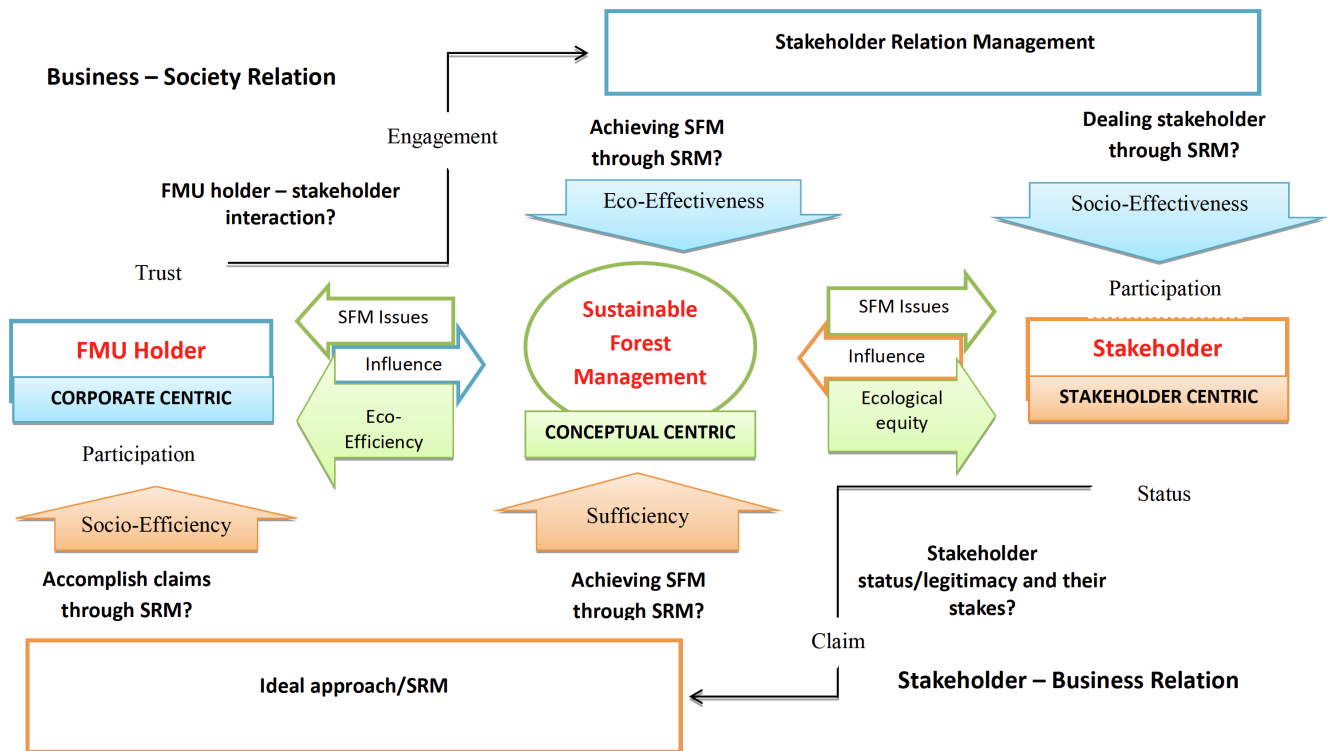 Stakeholder Relation Management
Business – Society Relation
Engagement
Achieving SFM
through SRM?
Dealing stakeholder
through SRM?
FMU holder – stakeholder
interaction?
Eco-Effectiveness
Socio-Effectiveness
Trust
Participation
SFM Issues
Influence
Sustainable
Forest
Management
SFM Issues
Influence
FMU Holder
CORPORATE CENTRIC
Stakeholder
STAKEHOLDER CENTRIC
Eco-
Efficiency
CONCEPTUAL CENTRIC
Ecological
equity
Participation
Status
Socio-Efficiency
Sufficiency
Accomplish claims
through SRM?
Achieving SFM
through SRM?
Stakeholder
status/legitimacy and their
stakes?
Claim
Ideal approach/SRM
Stakeholder – Business Relation